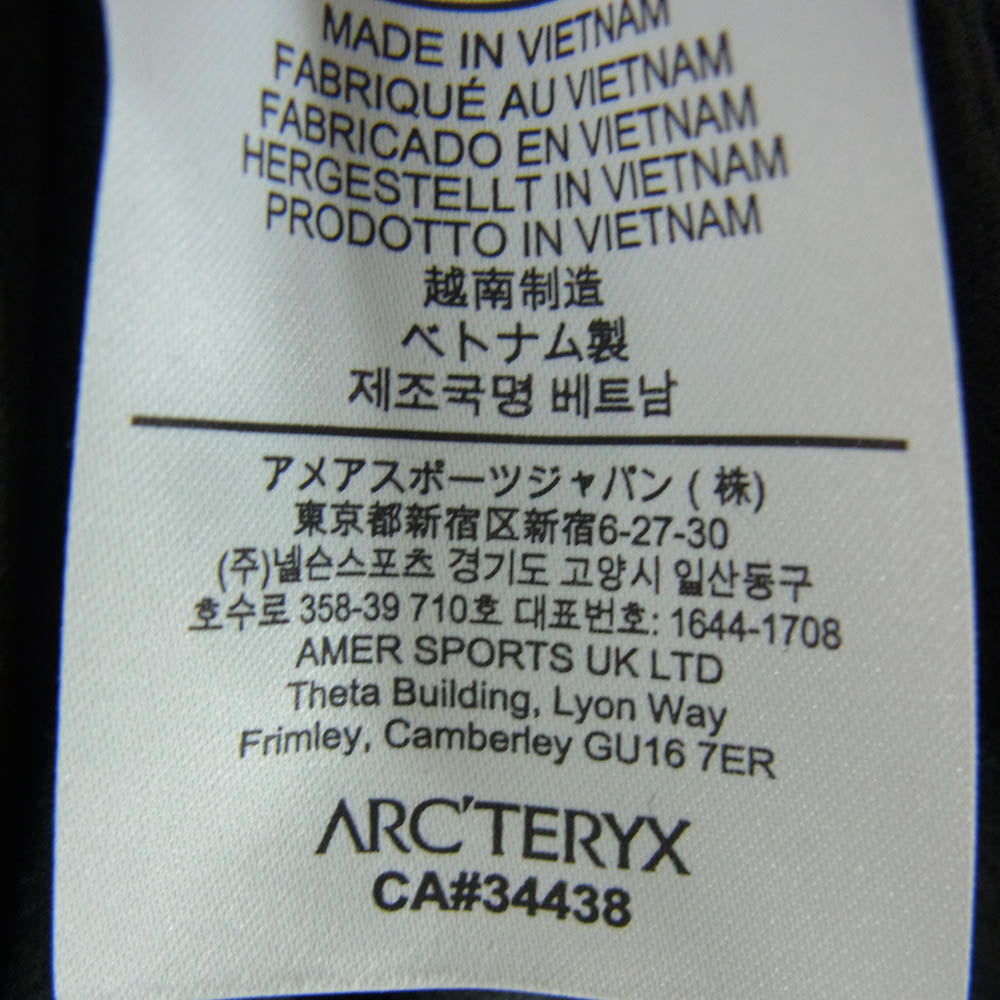 MADE IN VIETNAM
FABRIQUÉ AU VIETNAM
FABRICADO EN VIETNAM
HERGESTELLT IN VIETNAM
PRODOTTO IN VIETNAM
越南制造
ベトナム製
제조국명 베트남
アメアスポーツジャパン (株)
東京都新宿区新宿6-27-30
(주)넬슨스포츠 경기도 고양시 일산동구
호수로 358-39 710호 대표번호: 1644-1708
AMER SPORTS UK LTD
Theta Building, Lyon Way
Frimley, Camberley GU16 7ER
ARC'TERYX
CA#34438